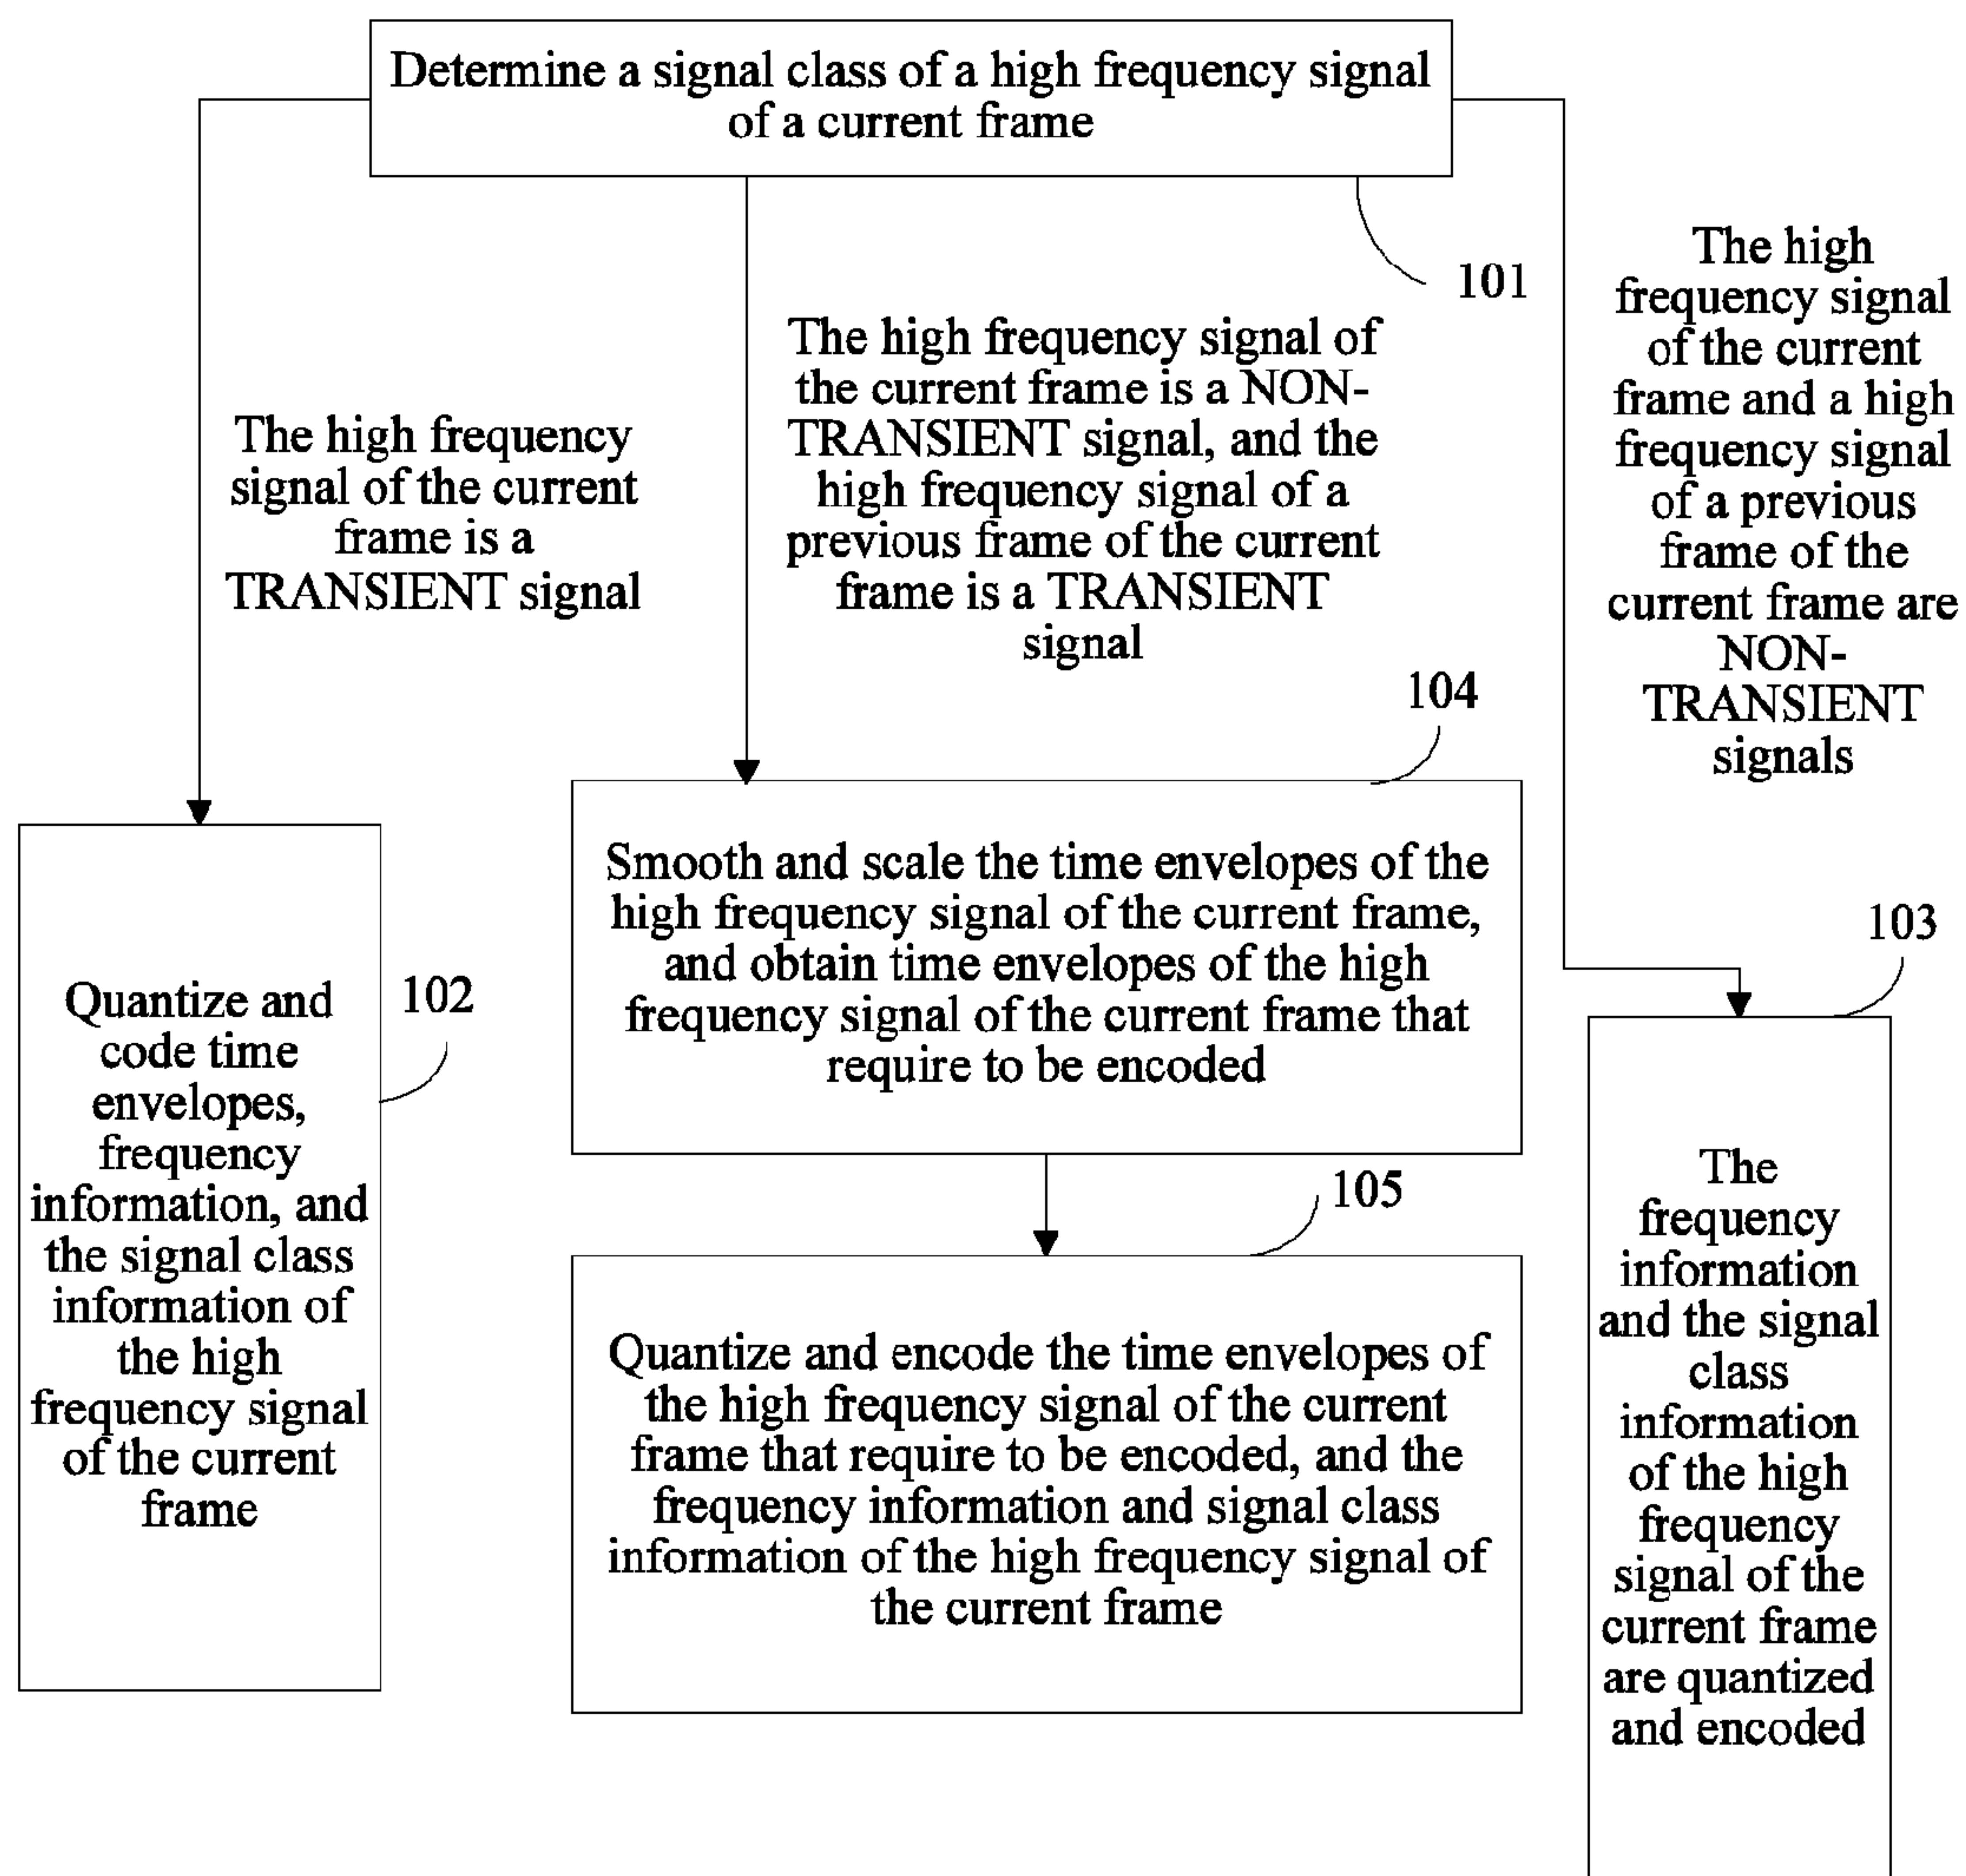 Determine a signal class of a high frequency signal
of a current frame
101
The high frequency
signal of the current
frame is a
TRANSIENT signal
The high frequency signal of
the current frame is a NON-
TRANSIENT signal, and the
high frequency signal of a
previous frame of the current
frame is a TRANSIENT
signal
The high
frequency signal
of the current
frame and a high
frequency signal
of a previous
frame of the
current frame are
NON-
TRANSIENT
signals
104
Smooth and scale the time envelopes of the
high frequency signal of the current frame,
and obtain time envelopes of the high
frequency signal of the current frame that
require to be encoded
103
102
Quantize and
code time
envelopes,
frequency
information, and
the signal class
information of
the high
frequency signal
of the current
frame
105
Quantize and encode the time envelopes of
the high frequency signal of the current
frame that require to be encoded, and the
frequency information and signal class
information of the high frequency signal of
the current frame
The
frequency
information
and the signal
class
information
of the high
frequency
signal of the
current frame
are quantized
and encoded